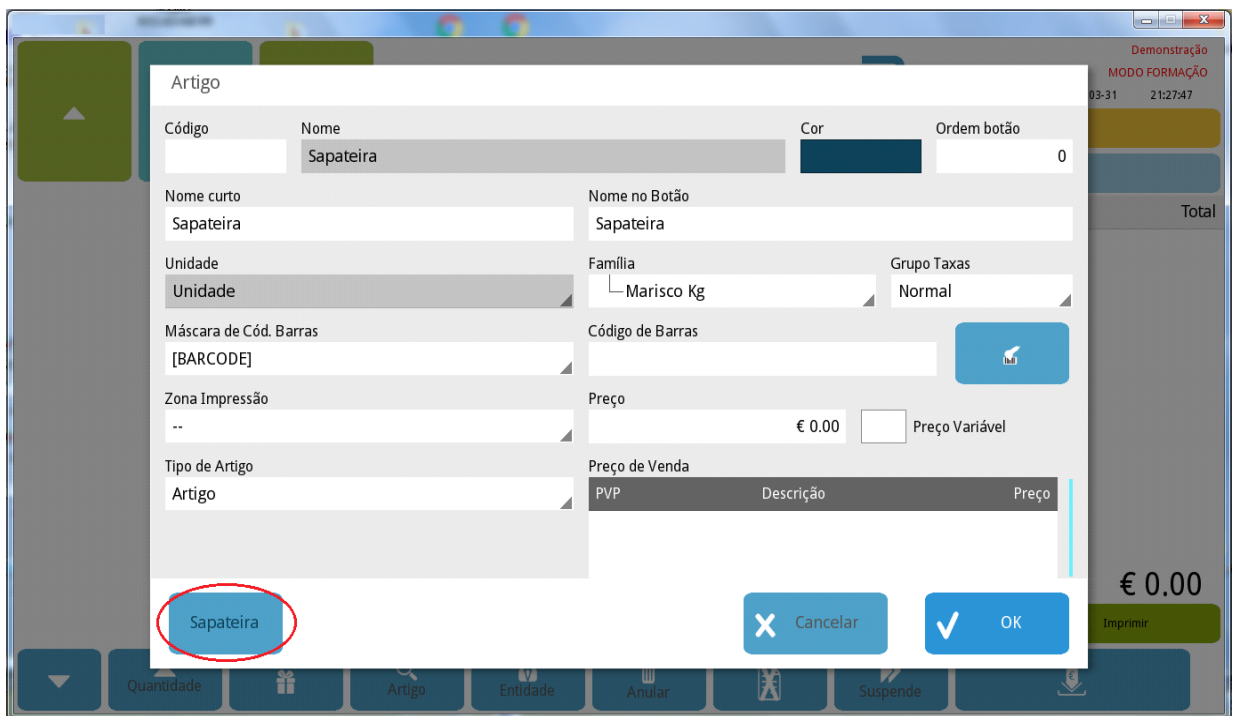 Demonstração
MODO FORMAÇÃO
03-31 21:27:47
Artigo
Código Nome Cor Ordem botão
Sapateira 0
Nome curto Nome no Botão
Sapateira Sapateira
Total
Unidade Família Grupo Taxas
Unidade Marisco Kg Normal
Máscara de Cód. Barras Código de Barras
[BARCODE]
Zona Impressão Preço
-- € 0.00 Preço Variável
Tipo de Artigo Preço de Venda
Artigo PVP Descrição Preço
€ 0.00
Sapateira Cancelar OK Imprimir
Quantidade Artigo Entidade Anular Suspende